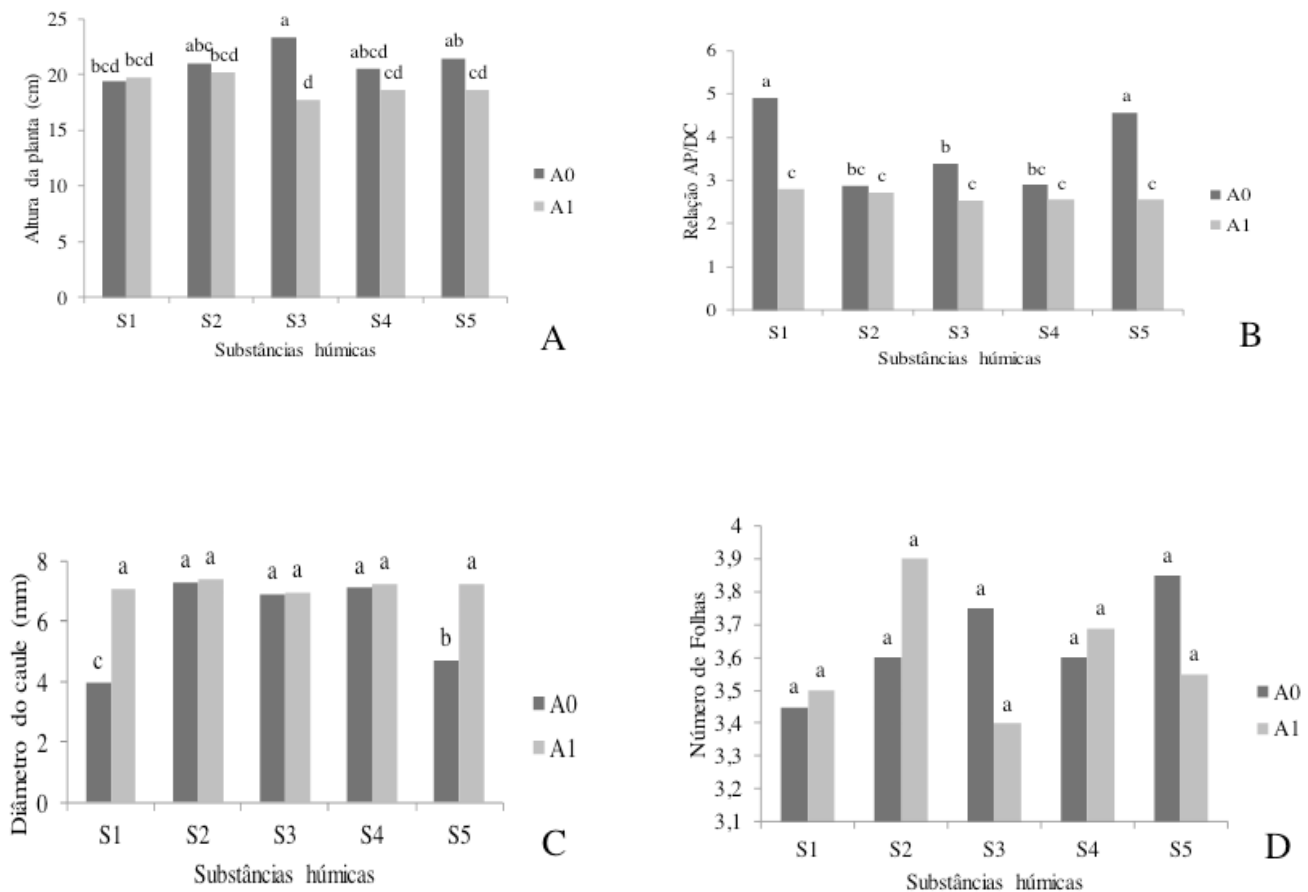 25
20
15
10
5
0
Altura da planta (cm)
bcd bcd
abc bcd
a d
abcd cd
ab cd
S1 S2 S3 S4 S5
Substâncias húmicas
A0
A1
A
6
5
4
3
2
1
0
Relação AP/DC
a c
bc c
b c
bc c
a c
S1 S2 S3 S4 S5
Substâncias húmicas
A0
A1
B
8
6
4
2
0
Diâmetro do caule (mm)
c a
a a
a a
a a
b a
S1 S2 S3 S4 S5
Substâncias húmicas
A0
A1
C
4
3,9
3,8
3,7
3,6
3,5
3,4
3,3
3,2
3,1
Número de Folhas
a a
a a
a a
a a
a a
S1 S2 S3 S4 S5
Substâncias húmicas
A0
A1
D